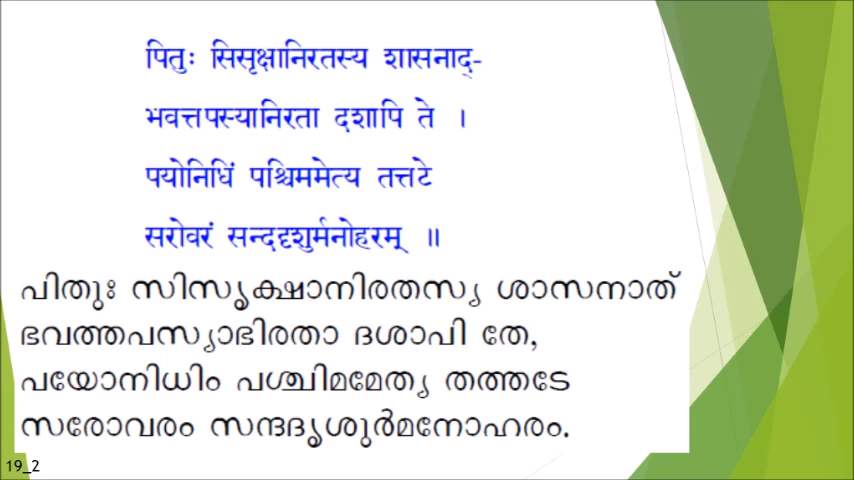 पितुः सिसृक्षानिरतस्य शासनाद्-
भवत्तपस्यानिरता दशापि ते ।
पयोनिधिं पश्चिममेत्य तत्तटे
सरोवरं सन्ददृशुर्मनोहरम् ॥
പിതുഃ സിസൃക്ഷാനിരതസ്യ ശാസനാത്
ഭവത്തപസ്യാഭിരതാ ദശാപി തേ,
പയോനിധിം പശ്ചിമമേത്യ തത്തടേ
സരോവരം സന്ദദൃശുർമനോഹരം.
19_2